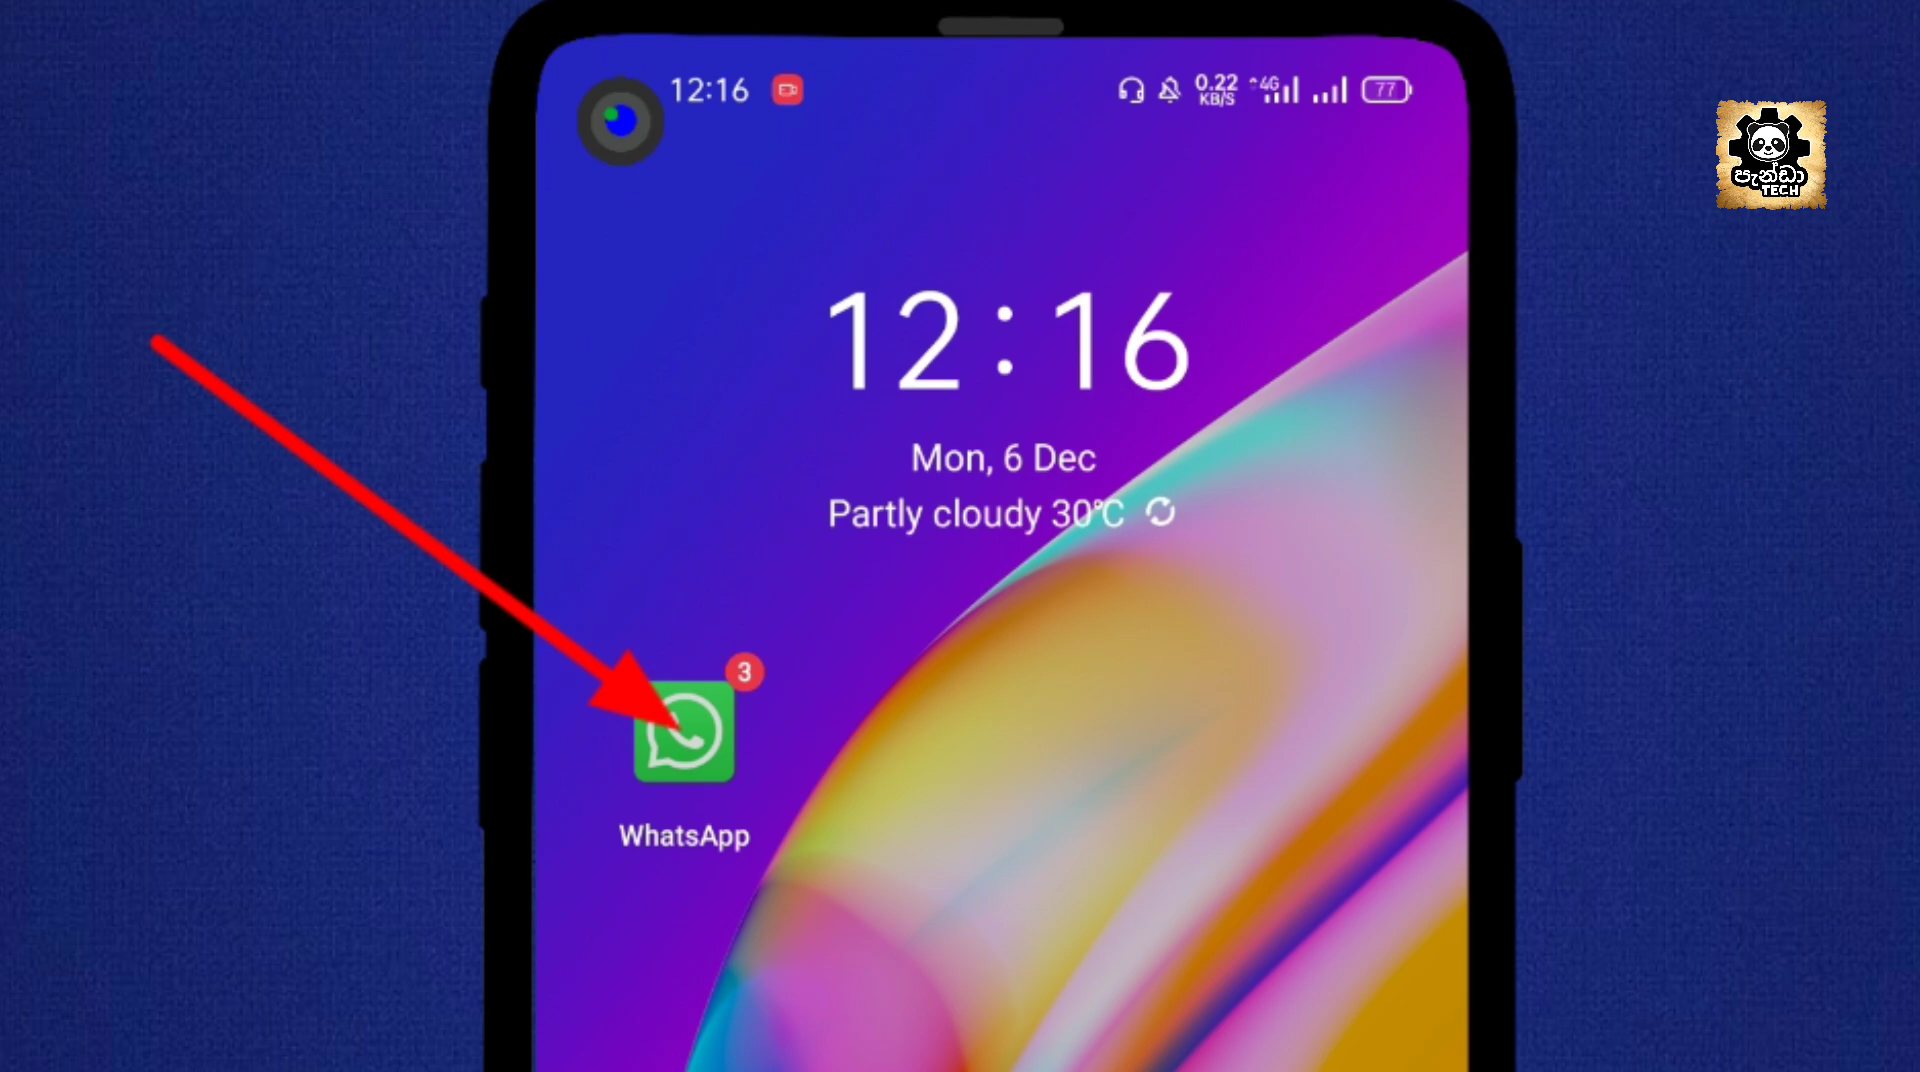 12:16
0.22
KB/S
4G
77
පැන්ඩා
TECH
12:16
Mon, 6 Dec
Partly cloudy 30°C
3
WhatsApp